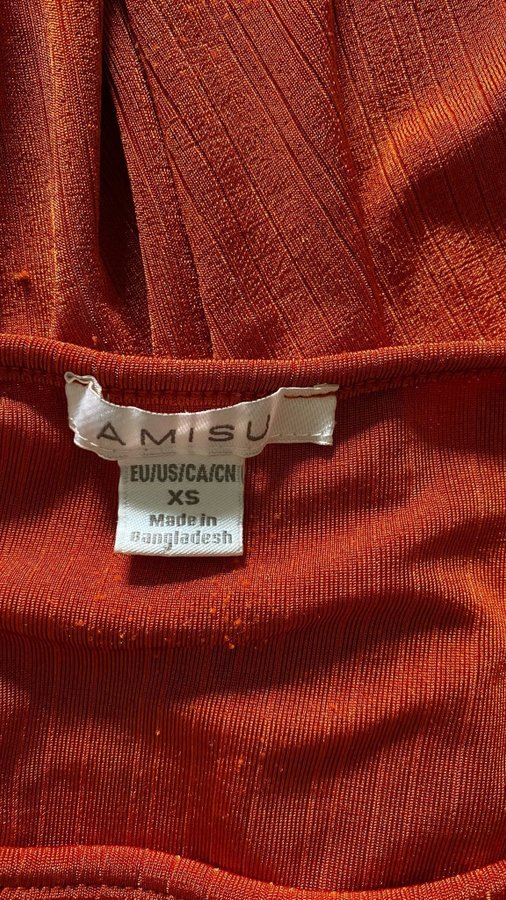 AMISU
EU/US/CA/CN
XS
Made in
Bangladesh